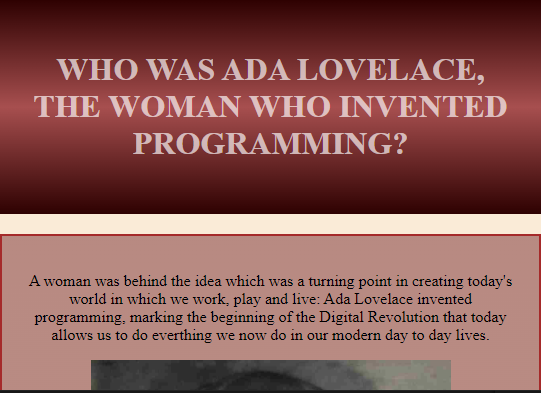 WHO WAS ADA LOVELACE,
THE WOMAN WHO INVENTED
PROGRAMMING?
A woman was behind the idea which was a turning point in creating today's
world in which we work, play and live: Ada Lovelace invented
programming, marking the beginning of the Digital Revolution that today
allows us to do everthing we now do in our modern day to day lives.